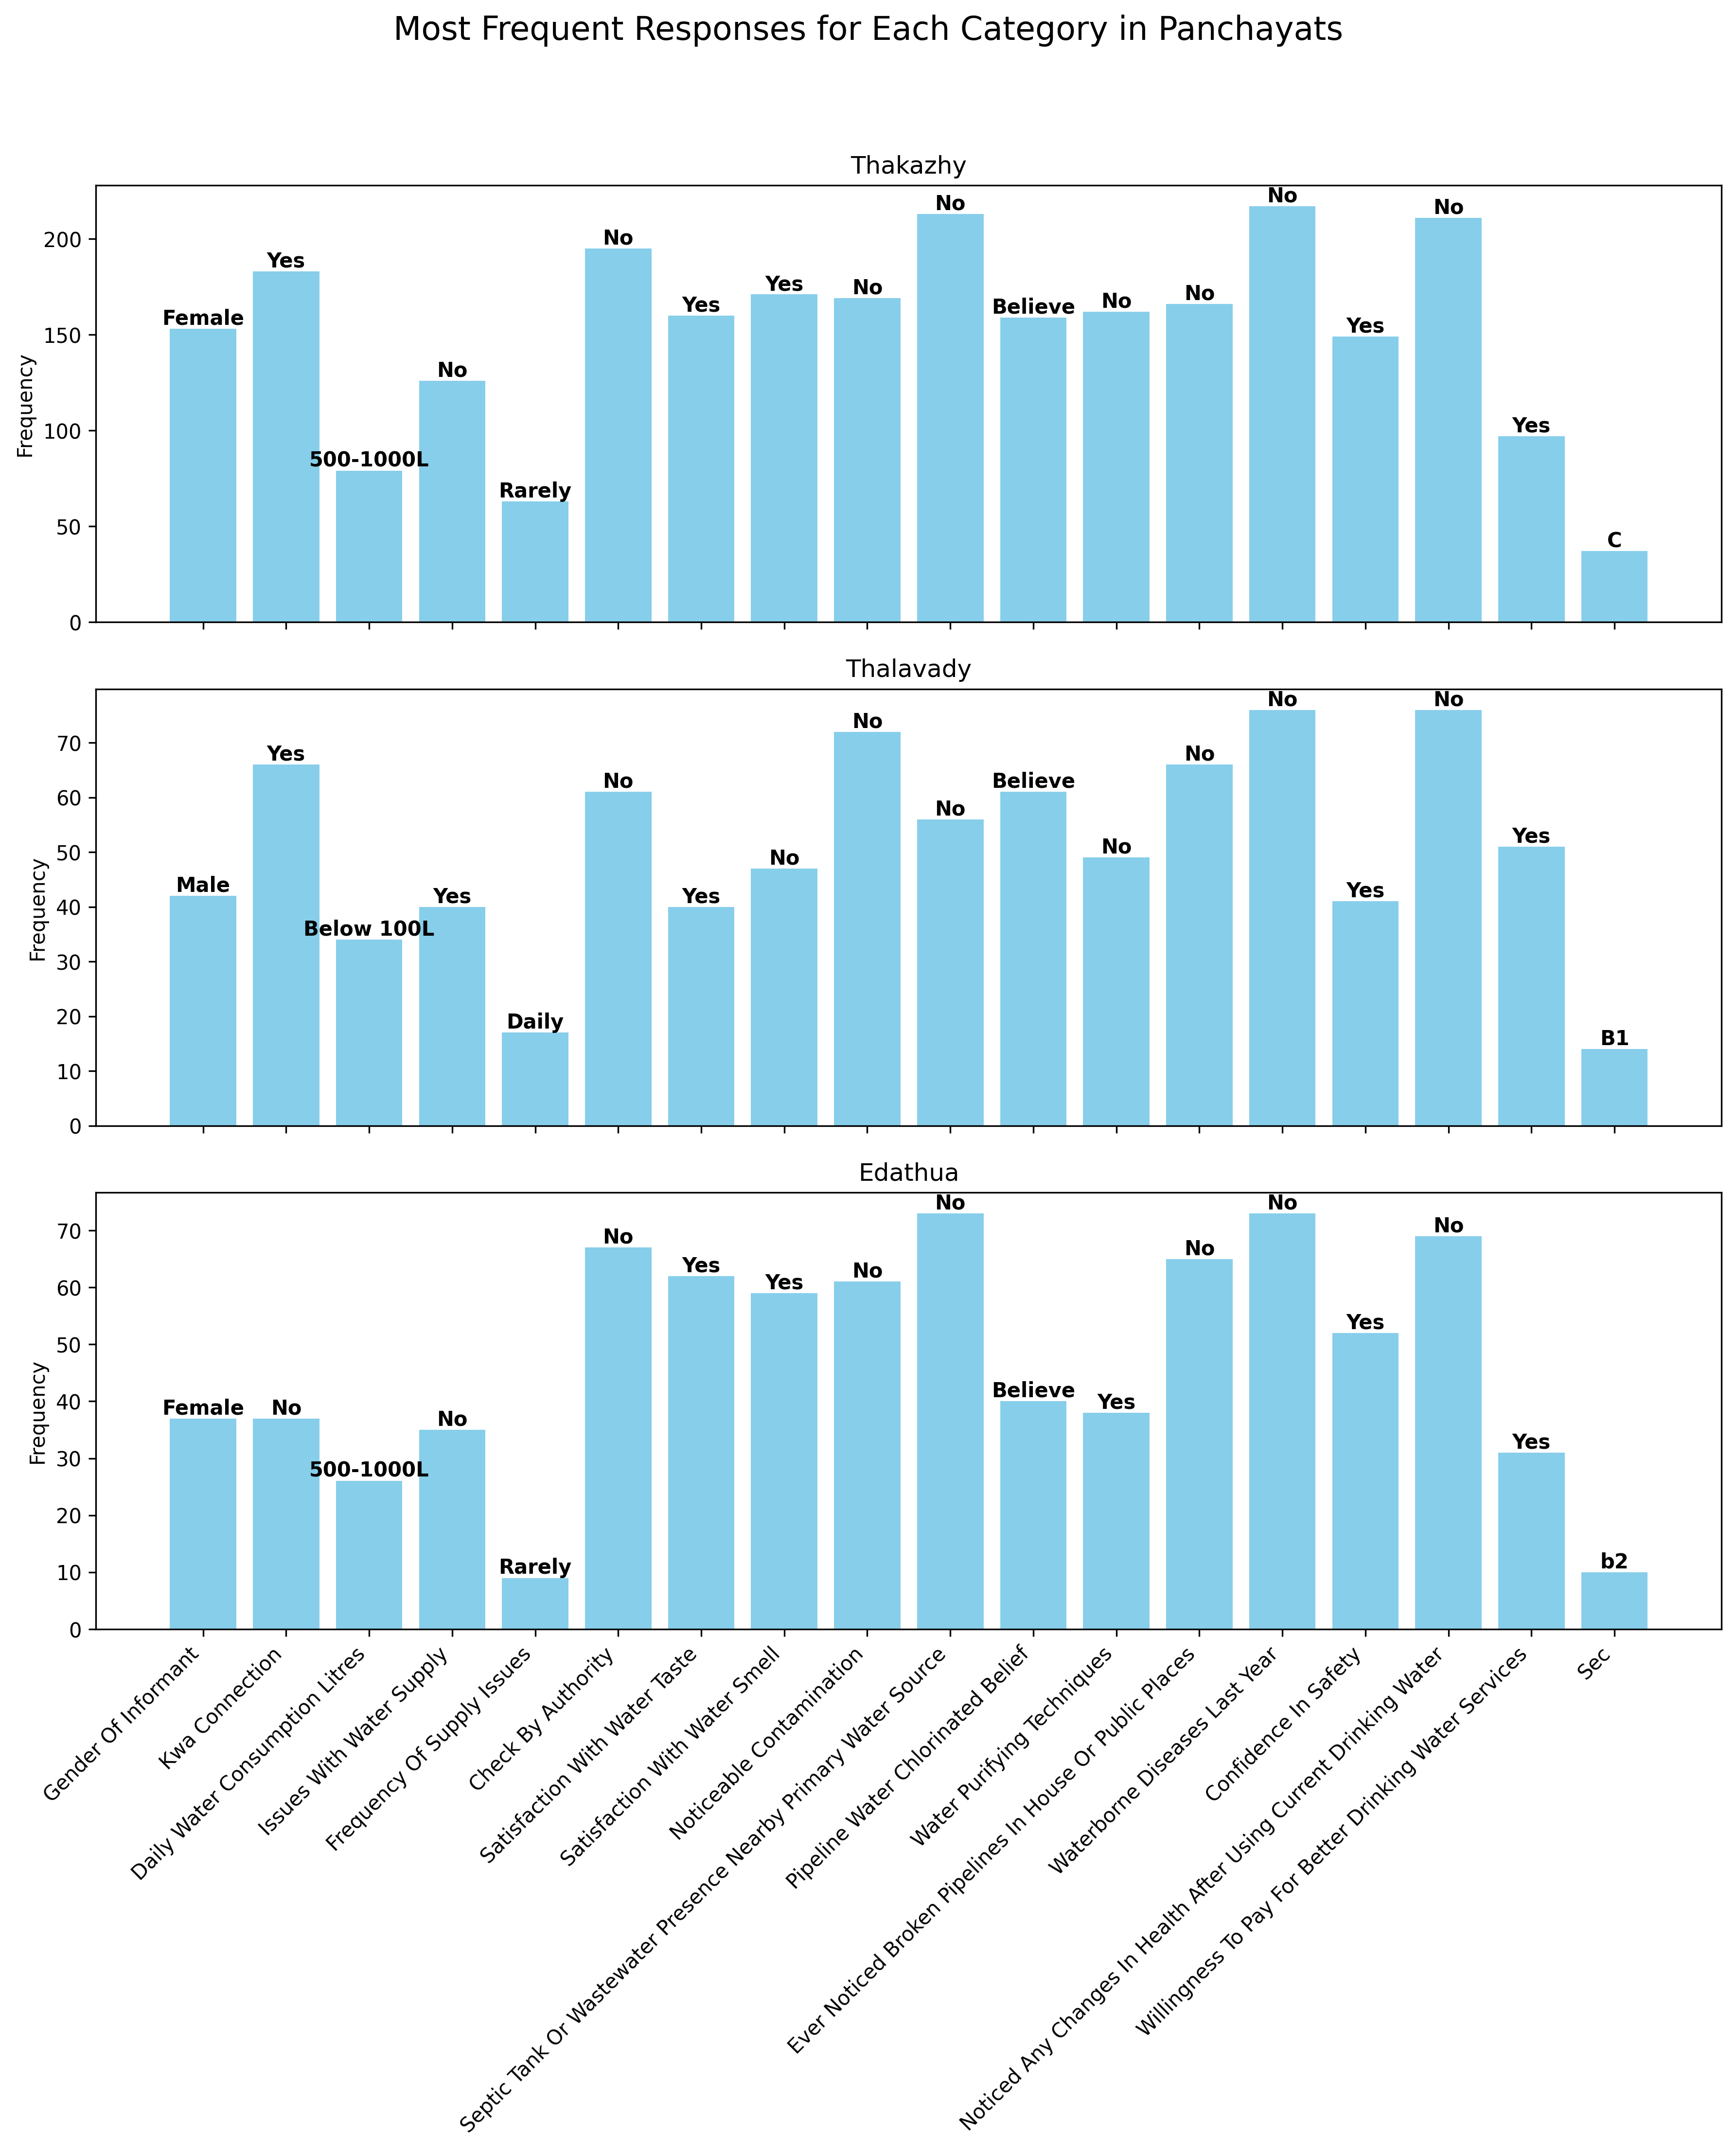 Most Frequent Responses for Each Category in Panchayats
Thakazhy
Frequency
200
150
100
50
0
Female
Yes
500-1000L
No
Rarely
No
Yes
Yes
No
No
Believe
No
No
No
Yes
No
Yes
C
Thalavady
Frequency
70
60
50
40
30
20
10
0
Male
Yes
Below 100L
Yes
Daily
No
Yes
No
No
No
Believe
No
No
No
Yes
No
Yes
B1
Edathua
Frequency
70
60
50
40
30
20
10
0
Female
No
500-1000L
No
Rarely
No
Yes
Yes
No
No
Believe
Yes
No
No
Yes
No
Yes
b2
Gender Of Informant
Kwa Connection
Daily Water Consumption Litres
Issues With Water Supply
Frequency Of Supply Issues
Check By Authority
Satisfaction With Water Taste
Satisfaction With Water Smell
Noticeable Contamination
Septic Tank Or Wastewater Presence Nearby Primary Water Source
Pipeline Water Chlorinated Belief
Water Purifying Techniques
Ever Noticed Broken Pipelines In House Or Public Places
Waterborne Diseases Last Year
Confidence In Safety
Noticed Any Changes In Health After Using Current Drinking Water
Willingness To Pay For Better Drinking Water Services
Sec